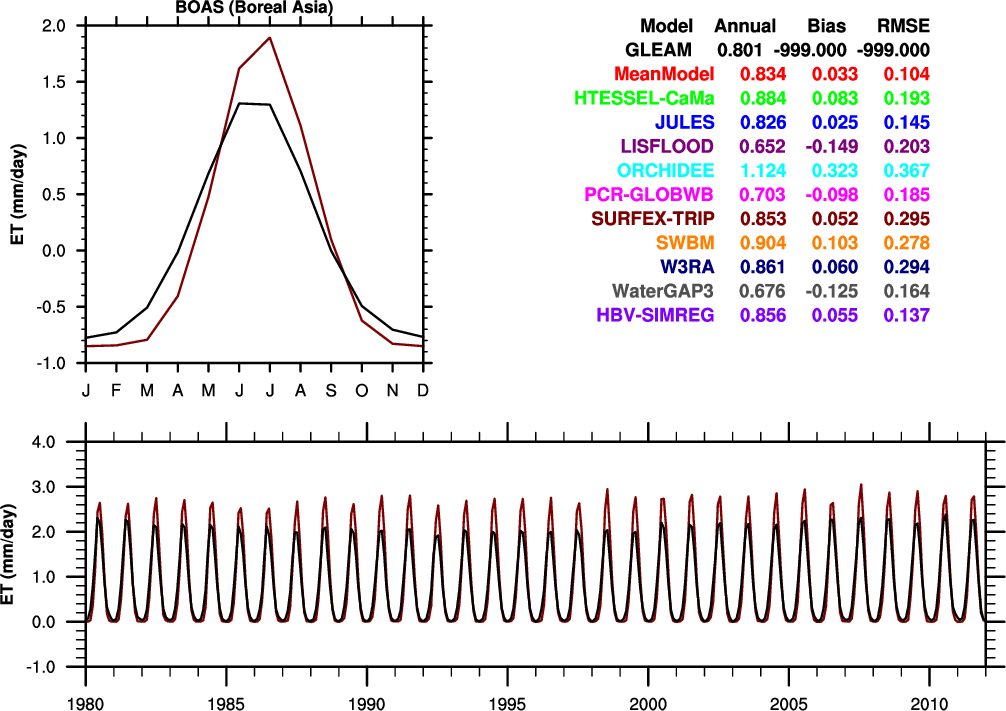 BOAS (Boreal Asia)
2.0
1.5
1.0
0.5
0.0
-0.5
-1.0
ET (mm/day)
J F M A M J J A S O N D
Model Annual Bias RMSE
GLEAM 0.801 -999.000 -999.000
MeanModel 0.834 0.033 0.104
HTESSEL-CaMa 0.884 0.083 0.193
JULES 0.826 0.025 0.145
LISFLOOD 0.652 -0.149 0.203
ORCHIDEE 1.124 0.323 0.367
PCR-GLOBWB 0.703 -0.098 0.185
SURFEX-TRIP 0.853 0.052 0.295
SWBM 0.904 0.103 0.278
W3RA 0.861 0.060 0.294
WaterGAP3 0.676 -0.125 0.164
HBV-SIMREG 0.856 0.055 0.137
4.0
3.0
2.0
1.0
0.0
-1.0
ET (mm/day)
1980 1985 1990 1995 2000 2005 2010